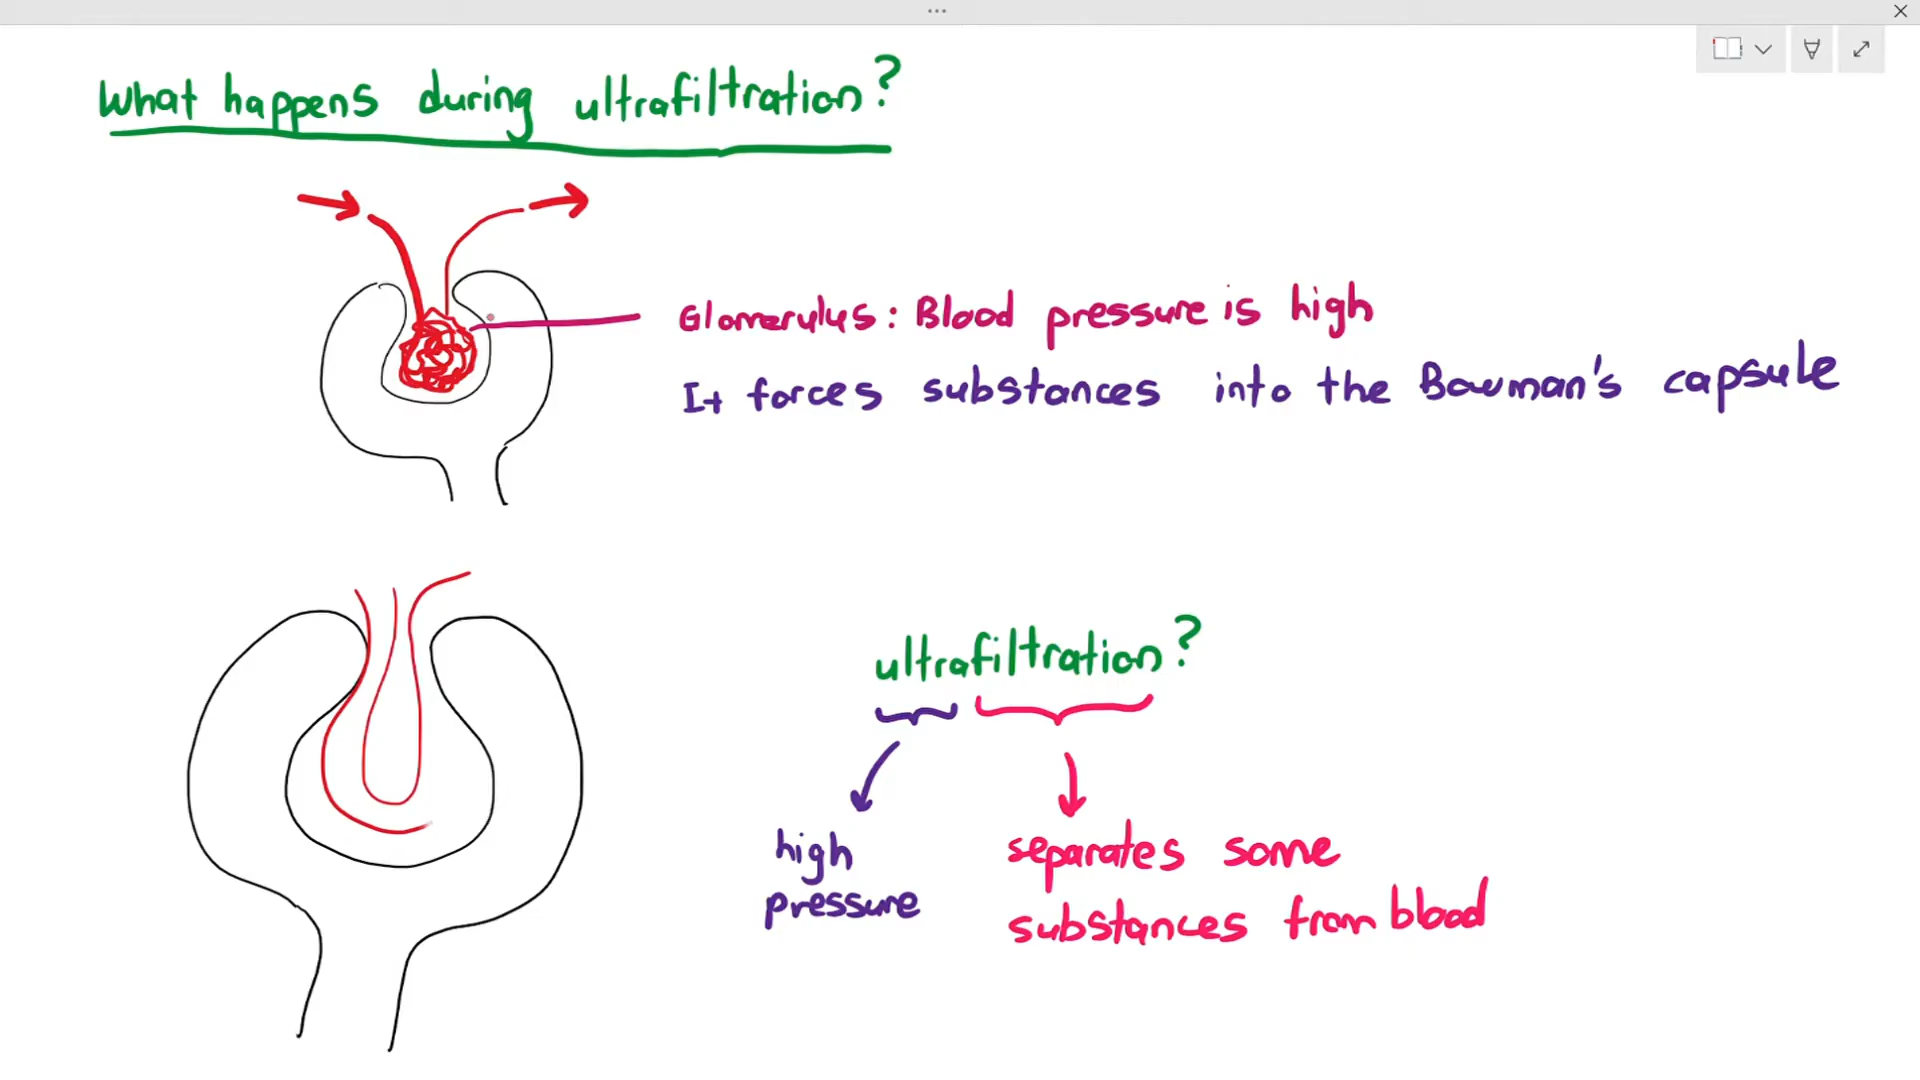 What happens during ultrafiltration?
Glomerulus: Blood pressure is high
It forces substances into the Bowman's capsule
ultrafiltration?
high
pressure
separates some
substances from blood